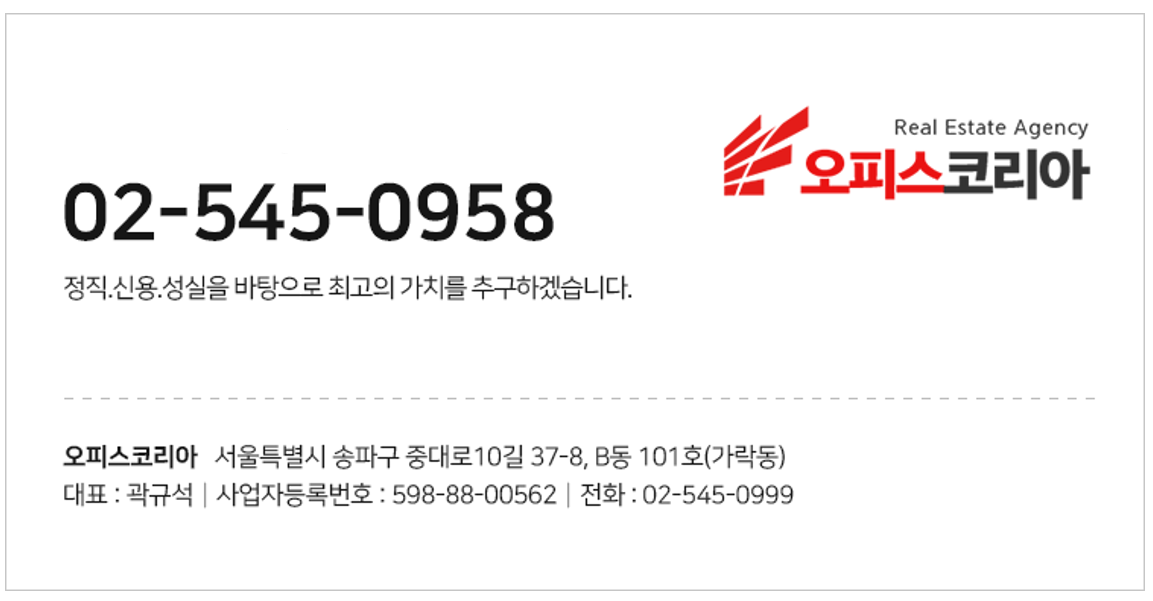 Real Estate Agency
오피스코리아
02-545-0958
정직.신용.성실을 바탕으로 최고의 가치를 추구하겠습니다.
오피스코리아 서울특별시 송파구 중대로10길 37-8, B동 101호(가락동)
대표 : 곽규석 | 사업자등록번호 : 598-88-00562 | 전화 : 02-545-0999